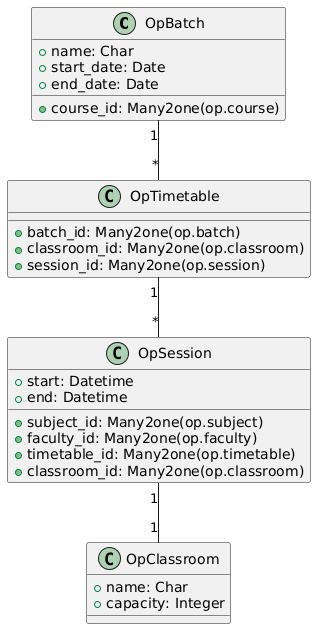 C OpBatch
name: Char
start_date: Date
end_date: Date
course_id: Many2one(op.course)
1
*
C OpTimetable
batch_id: Many2one(op.batch)
classroom_id: Many2one(op.classroom)
session_id: Many2one(op.session)
1
*
C OpSession
start: Datetime
end: Datetime
subject_id: Many2one(op.subject)
faculty_id: Many2one(op.faculty)
timetable_id: Many2one(op.timetable)
classroom_id: Many2one(op.classroom)
1
1
C OpClassroom
name: Char
capacity: Integer